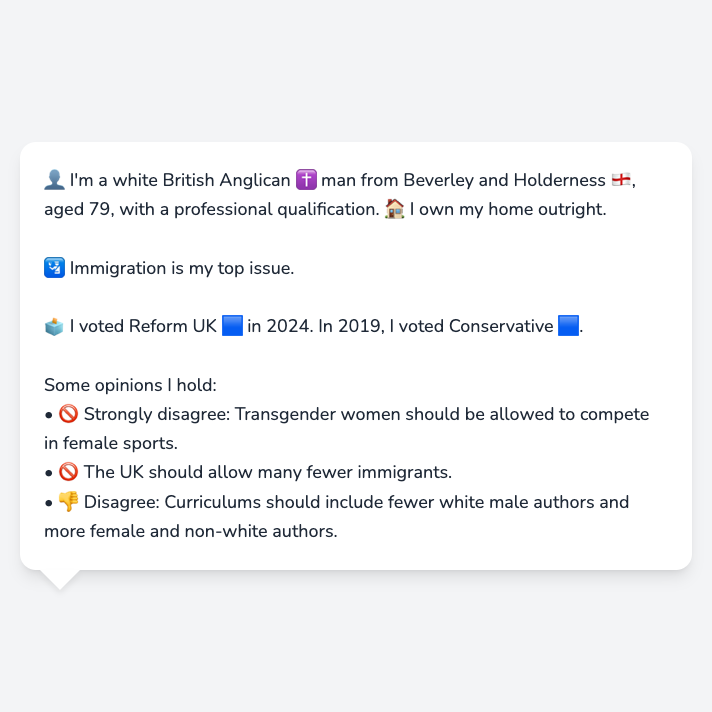 👤 I'm a white British Anglican ✝️ man from Beverley and Holderness 🏴󠁧󠁢󠁥󠁮󠁧󠁿,
aged 79, with a professional qualification. 🏠 I own my home outright.
🛂 Immigration is my top issue.
🗳️ I voted Reform UK 🟦 in 2024. In 2019, I voted Conservative 🟦.
Some opinions I hold:
• 🚫 Strongly disagree: Transgender women should be allowed to compete
in female sports.
• 🚫 The UK should allow many fewer immigrants.
• 👎 Disagree: Curriculums should include fewer white male authors and
more female and non-white authors.